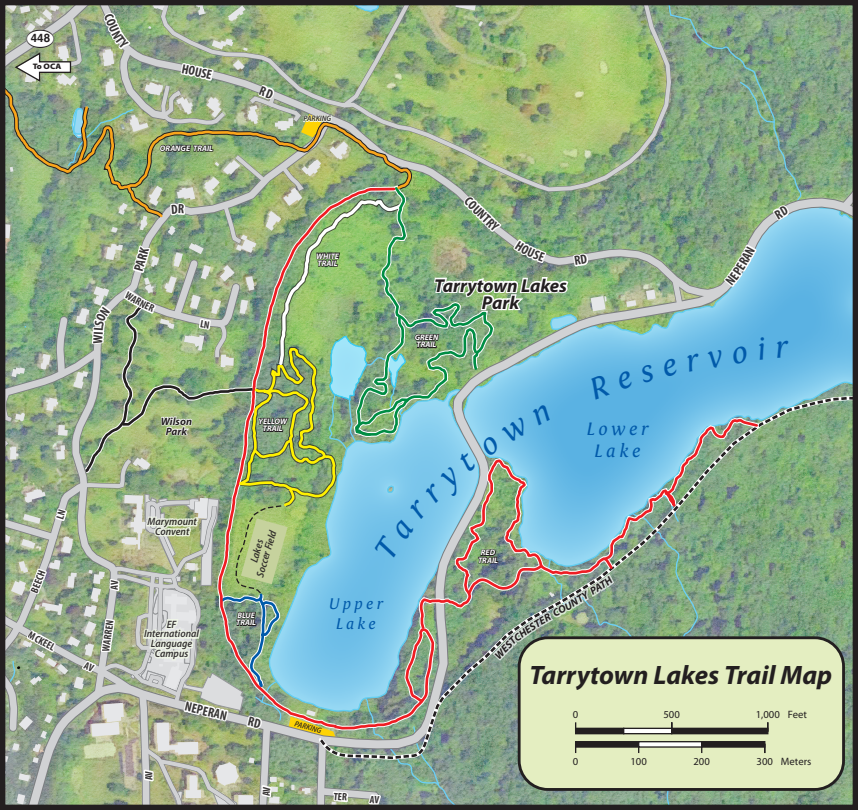 448
To OCA
COUNTY
HOUSE
RD
PARKING
ORANGE TRAIL
DR
PARK
WILSON
WARNER
LN
WHITE
TRAIL
COUNTRY
HOUSE
RD
NEPERAN
RD
Tarrytown Lakes
Park
GREEN
TRAIL
Tarrytown Reservoir
Lower
Lake
Wilson
Park
YELLOW
TRAIL
Marymount
Convent
Lakes
Soccer Field
RED
TRAIL
LN
BEECH
AV
WARREN
EF
International
Language
Campus
BLUE
TRAIL
Upper
Lake
WESTCHESTER COUNTY PATH
MCKEEL
AV
NEPERAN
RD
PARKING
AV
AV
TER
AV
Tarrytown Lakes Trail Map
0 500 1,000 Feet
0 100 200 300 Meters